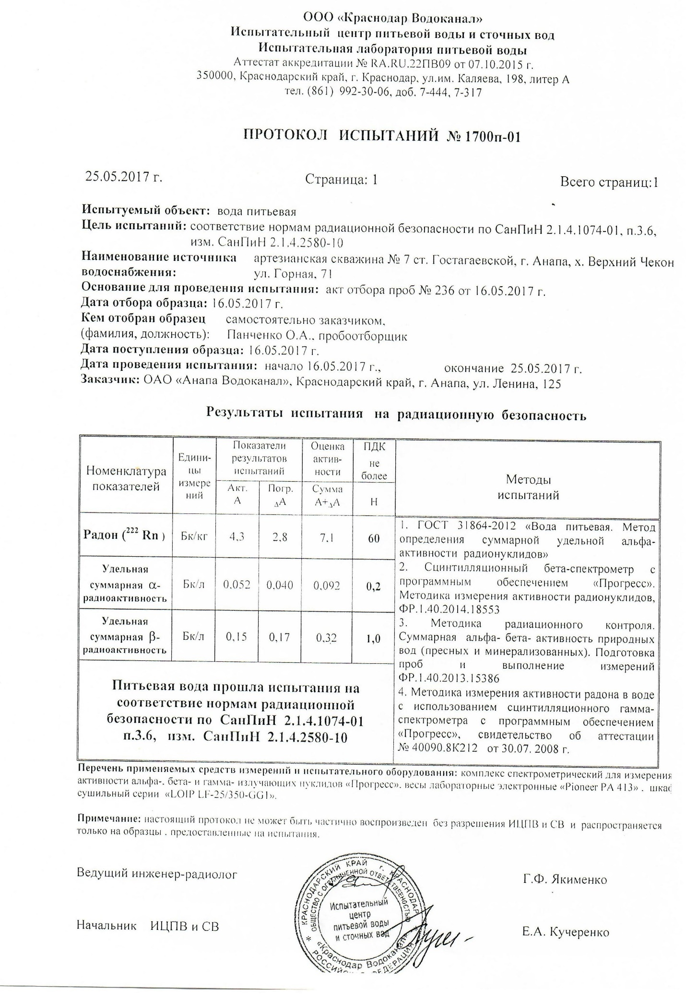 ООО «Краснодар Водоканал»
Испытательный центр питьевой воды и сточных вод
Испытательная лаборатория питьевой воды
Аттестат аккредитации № RA.RU.22ПВ09 от 07.10.2015 г.
350000, Краснодарский край, г. Краснодар, ул.им. Каляева, 198, литер А
тел. (861) 992-30-06, доб. 7-444, 7-317
ПРОТОКОЛ ИСПЫТАНИЙ № 1700п-01
25.05.2017 г. Страница: 1 Всего страниц:1
Испытуемый объект: вода питьевая
Цель испытаний: соответствие нормам радиационной безопасности по СанПиН 2.1.4.1074-01, п.3.6,
изм. СанПиН 2.1.4.2580-10
Наименование источника артезианская скважина № 7 ст. Гостагаевской, г. Анапа, х. Верхний Чекон
водоснабжения: ул. Горная, 71
Основание для проведения испытания: акт отбора проб № 236 от 16.05.2017 г.
Дата отбора образца: 16.05.2017 г.
Кем отобран образец самостоятельно заказчиком,
(фамилия, должность): Панченко О.А., пробоотборщик
Дата поступления образца: 16.05.2017 г.
Дата проведения испытания: начало 16.05.2017 г., окончание 25.05.2017 г.
Заказчик: ОАО «Анапа Водоканал», Краснодарский край, г. Анапа, ул. Ленина, 125
Результаты испытания на радиационную безопасность
Номенклатура
показателей
Едини-
цы
измере
ний
Показатели
результатов
испытаний
Оценка
актив-
ности
ПДК
не
более
Методы
испытаний
Акт.
А
Погр.
ΔА
Сумма
А+ΔА
Н
Радон (²²² Rn ) Бк/кг 4,3 2,8 7,1 60
Удельная
суммарная α-
радиоактивность
Бк/л 0,052 0,040 0,092 0,2
Удельная
суммарная β-
радиоактивность
Бк/л 0,15 0,17 0,32 1,0
Питьевая вода прошла испытания на
соответствие нормам радиационной
безопасности по СанПиН 2.1.4.1074-01
п.3.6, изм. СанПиН 2.1.4.2580-10
1. ГОСТ 31864-2012 «Вода питьевая. Метод
определения суммарной удельной альфа-
активности радионуклидов»
2. Сцинтилляционный бета-спектрометр с
программным обеспечением «Прогресс».
Методика измерения активности радионуклидов,
ФР.1.40.2014.18553
3. Методика радиационного контроля.
Суммарная альфа- бета- активность природных
вод (пресных и минерализованных). Подготовка
проб и выполнение измерений
ФР.1.40.2013.15386
4. Методика измерения активности радона в воде
с использованием сцинтилляционного гамма-
спектрометра с программным обеспечением
«Прогресс», свидетельство об аттестации
№ 40090.8К212 от 30.07. 2008 г.
Перечень применяемых средств измерений и испытательного оборудования: комплекс спектрометрический для измерения
активности альфа-, бета- и гамма- излучающих нуклидов «Прогресс», весы лабораторные электронные «Pioneer PA 413» , шкаф
сушильный серии «LOIP LF-25/350-GG1».
Примечание: настоящий протокол не может быть частично воспроизведен без разрешения ИЦПВ и СВ и распространяется
только на образцы , предоставленные на испытания.
Ведущий инженер-радиолог Г.Ф. Якименко
Начальник ИЦПВ и СВ Е.А. Кучеренко
КРАСНОДАРСКИЙ КРАЙ г. КРАСНОДАР
ОБЩЕСТВО С ОГРАНИЧЕННОЙ ОТВЕТСТВЕННОСТЬЮ
Испытательный
центр
питьевой воды
и сточных вод
«Краснодар Водоканал»
РОССИЙСКАЯ ФЕДЕРАЦИЯ